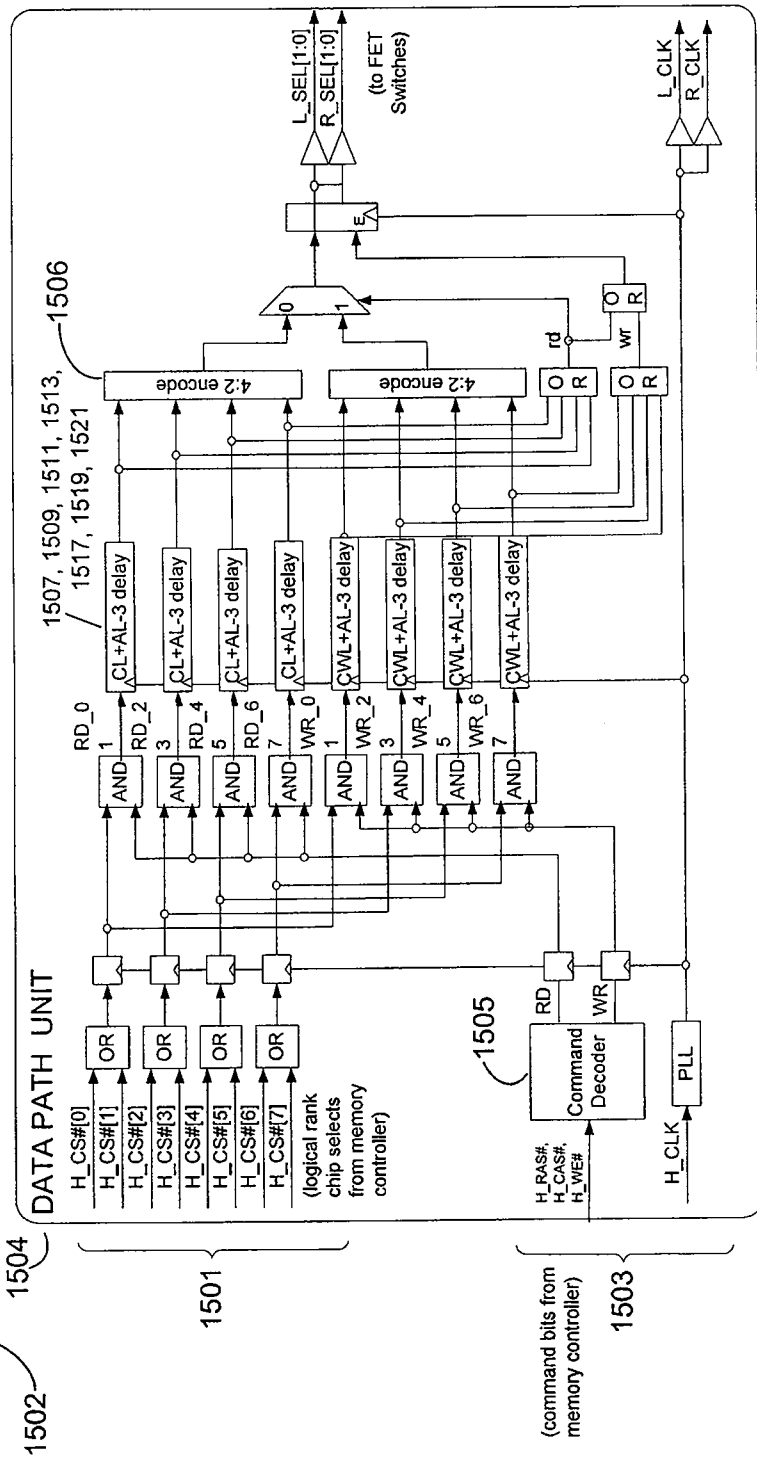 1502
1504
DATA PATH UNIT
1501
H_CS#[0]
H_CS#[1]
H_CS#[2]
H_CS#[3]
H_CS#[4]
H_CS#[5]
H_CS#[6]
H_CS#[7]
(logical rank
chip selects
from memory
controller)
OR
OR
OR
OR
1503
(command bits from
memory controller)
H_RAS#,
H_CAS#,
H_WE#
H_CLK
1505
Command
Decoder
PLL
RD
WR
AND
AND
AND
AND
AND
AND
AND
AND
RD_0
1
RD_2
3
RD_4
5
RD_6
7
WR_0
1
WR_2
3
WR_4
5
WR_6
7
1507, 1509, 1511, 1513,
1517, 1519, 1521
CL+AL-3 delay
CL+AL-3 delay
CL+AL-3 delay
CL+AL-3 delay
CWL+AL-3 delay
CWL+AL-3 delay
CWL+AL-3 delay
CWL+AL-3 delay
1506
4:2 encode
4:2 encode
O
R
O
R
rd
wr
O
R
0
1
E
L_SEL[1:0]
R_SEL[1:0]
(to FET
Switches)
L_CLK
R_CLK